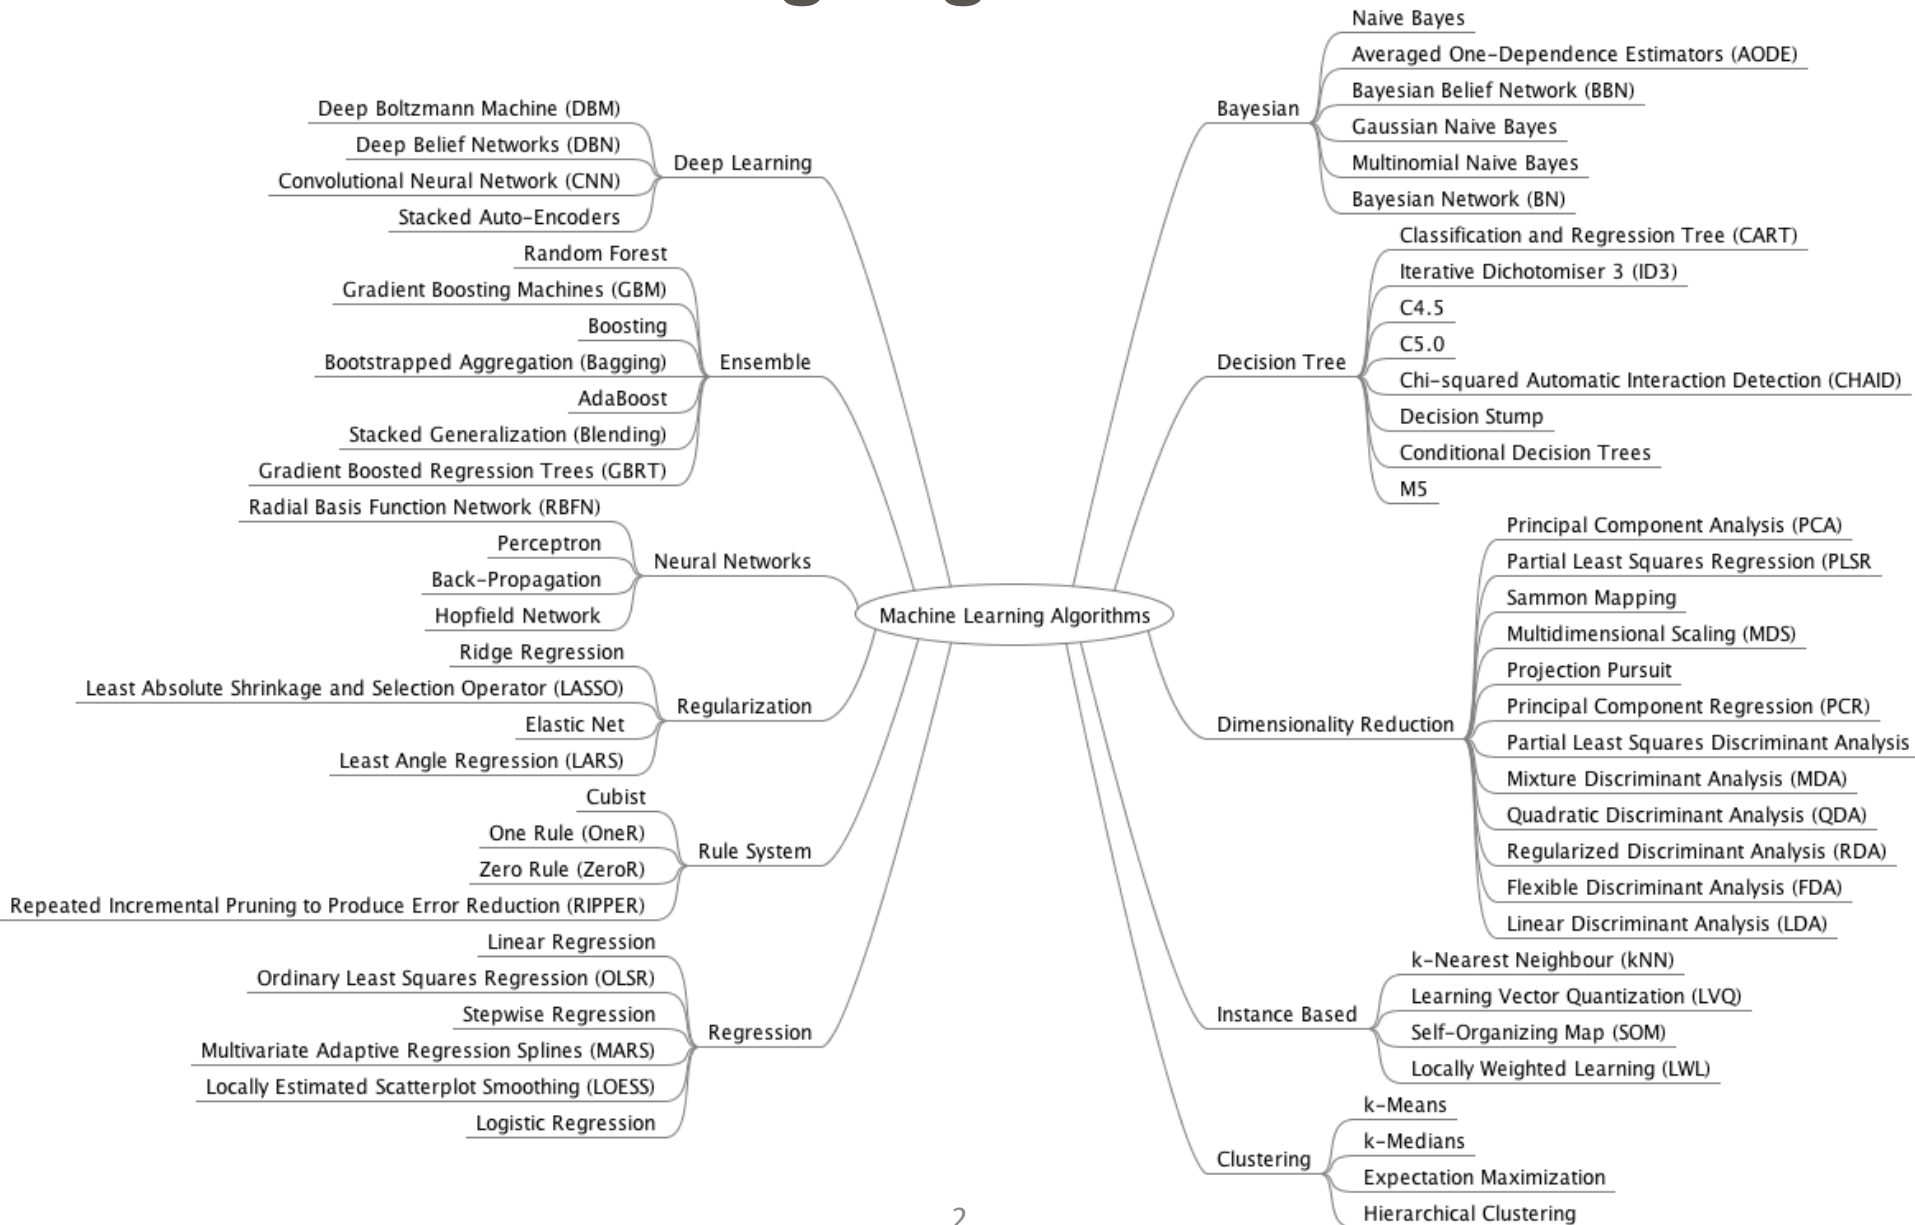 Deep Boltzmann Machine (DBM)
Deep Belief Networks (DBN)
Convolutional Neural Network (CNN)
Stacked Auto-Encoders
Deep Learning
Random Forest
Gradient Boosting Machines (GBM)
Boosting
Bootstrapped Aggregation (Bagging)
AdaBoost
Stacked Generalization (Blending)
Gradient Boosted Regression Trees (GBRT)
Ensemble
Radial Basis Function Network (RBFN)
Perceptron
Back-Propagation
Hopfield Network
Neural Networks
Ridge Regression
Least Absolute Shrinkage and Selection Operator (LASSO)
Elastic Net
Least Angle Regression (LARS)
Regularization
Cubist
One Rule (OneR)
Zero Rule (ZeroR)
Repeated Incremental Pruning to Produce Error Reduction (RIPPER)
Rule System
Linear Regression
Ordinary Least Squares Regression (OLSR)
Stepwise Regression
Multivariate Adaptive Regression Splines (MARS)
Locally Estimated Scatterplot Smoothing (LOESS)
Logistic Regression
Regression
Machine Learning Algorithms
Bayesian
Naive Bayes
Averaged One-Dependence Estimators (AODE)
Bayesian Belief Network (BBN)
Gaussian Naive Bayes
Multinomial Naive Bayes
Bayesian Network (BN)
Decision Tree
Classification and Regression Tree (CART)
Iterative Dichotomiser 3 (ID3)
C4.5
C5.0
Chi-squared Automatic Interaction Detection (CHAID)
Decision Stump
Conditional Decision Trees
M5
Dimensionality Reduction
Principal Component Analysis (PCA)
Partial Least Squares Regression (PLSR
Sammon Mapping
Multidimensional Scaling (MDS)
Projection Pursuit
Principal Component Regression (PCR)
Partial Least Squares Discriminant Analysis
Mixture Discriminant Analysis (MDA)
Quadratic Discriminant Analysis (QDA)
Regularized Discriminant Analysis (RDA)
Flexible Discriminant Analysis (FDA)
Linear Discriminant Analysis (LDA)
Instance Based
k-Nearest Neighbour (kNN)
Learning Vector Quantization (LVQ)
Self-Organizing Map (SOM)
Locally Weighted Learning (LWL)
Clustering
k-Means
k-Medians
Expectation Maximization
Hierarchical Clustering
2